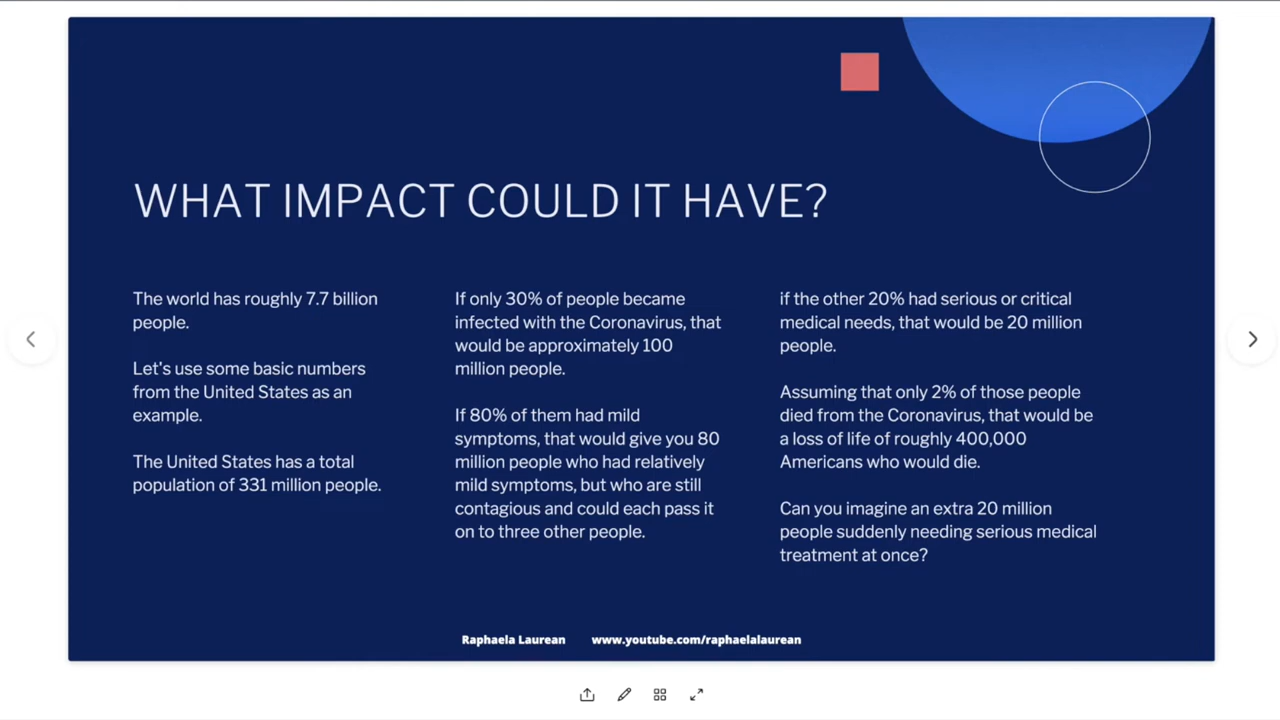 WHAT IMPACT COULD IT HAVE?
The world has roughly 7.7 billion
people.
Let's use some basic numbers
from the United States as an
example.
The United States has a total
population of 331 million people.
If only 30% of people became
infected with the Coronavirus, that
would be approximately 100
million people.
If 80% of them had mild
symptoms, that would give you 80
million people who had relatively
mild symptoms, but who are still
contagious and could each pass it
on to three other people.
if the other 20% had serious or critical
medical needs, that would be 20 million
people.
Assuming that only 2% of those people
died from the Coronavirus, that would be
a loss of life of roughly 400,000
Americans who would die.
Can you imagine an extra 20 million
people suddenly needing serious medical
treatment at once?
Raphaela Laurean www.youtube.com/raphaelalaurean